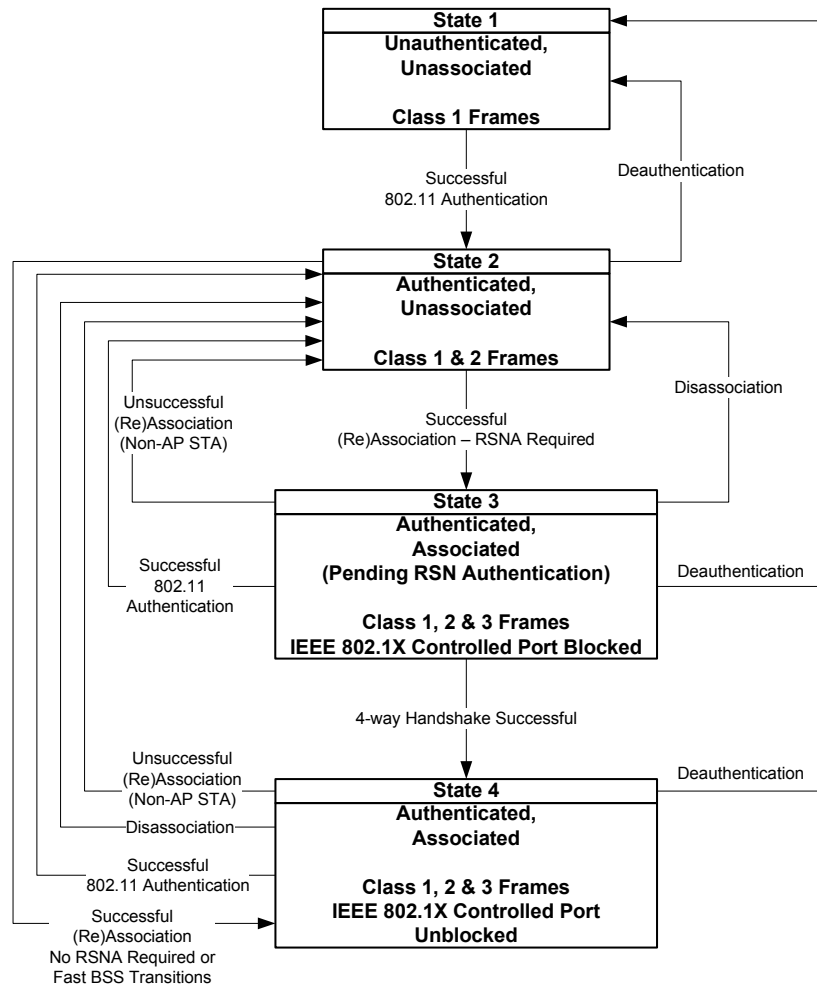 State 1
Unauthenticated,
Unassociated
Class 1 Frames
Successful
802.11 Authentication
Deauthentication
State 2
Authenticated,
Unassociated
Class 1 & 2 Frames
Unsuccessful
(Re)Association
(Non-AP STA)
Successful
(Re)Association – RSNA Required
Disassociation
State 3
Authenticated,
Associated
(Pending RSN Authentication)
Class 1, 2 & 3 Frames
IEEE 802.1X Controlled Port Blocked
Successful
802.11
Authentication
Deauthentication
4-way Handshake Successful
Unsuccessful
(Re)Association
(Non-AP STA)
Disassociation
Successful
802.11 Authentication
Successful
(Re)Association
No RSNA Required or
Fast BSS Transitions
State 4
Authenticated,
Associated
Class 1, 2 & 3 Frames
IEEE 802.1X Controlled Port
Unblocked
Deauthentication